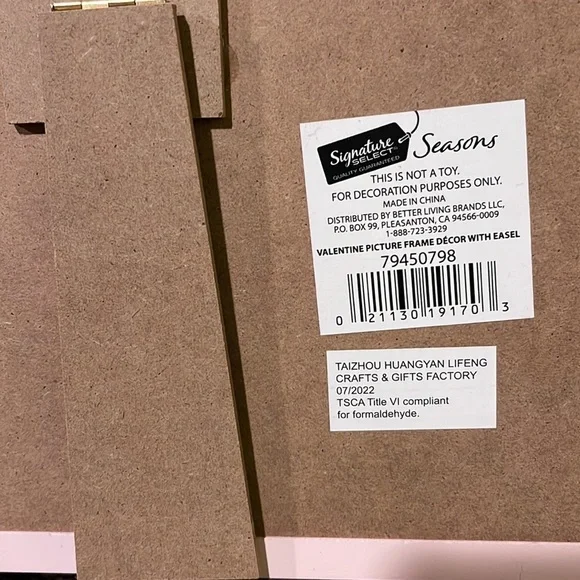 Signature
SELECT
QUALITY GUARANTEED
Seasons
THIS IS NOT A TOY.
FOR DECORATION PURPOSES ONLY.
MADE IN CHINA
DISTRIBUTED BY BETTER LIVING BRANDS LLC,
P.O. BOX 99, PLEASANTON, CA 94566-0009
1-888-723-3929
VALENTINE PICTURE FRAME DÉCOR WITH EASEL
79450798
0 21130 19170 3
TAIZHOU HUANGYAN LIFENG
CRAFTS & GIFTS FACTORY
07/2022
TSCA Title VI compliant
for formaldehyde.